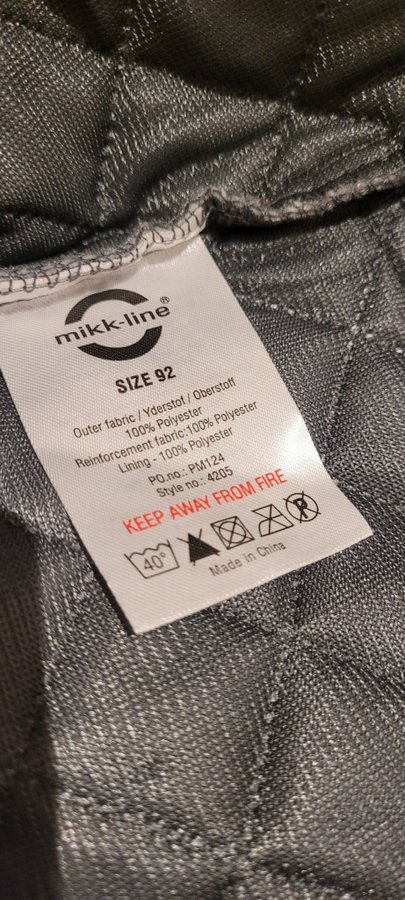 mikk-line®
SIZE 92
Outer fabric / Yderstof / Oberstoff
100% Polyester
Reinforcement fabric:100% Polyester
Lining - 100% Polyester
PO.no.: PM124
Style no.: 4205
KEEP AWAY FROM FIRE
40° P
Made in China